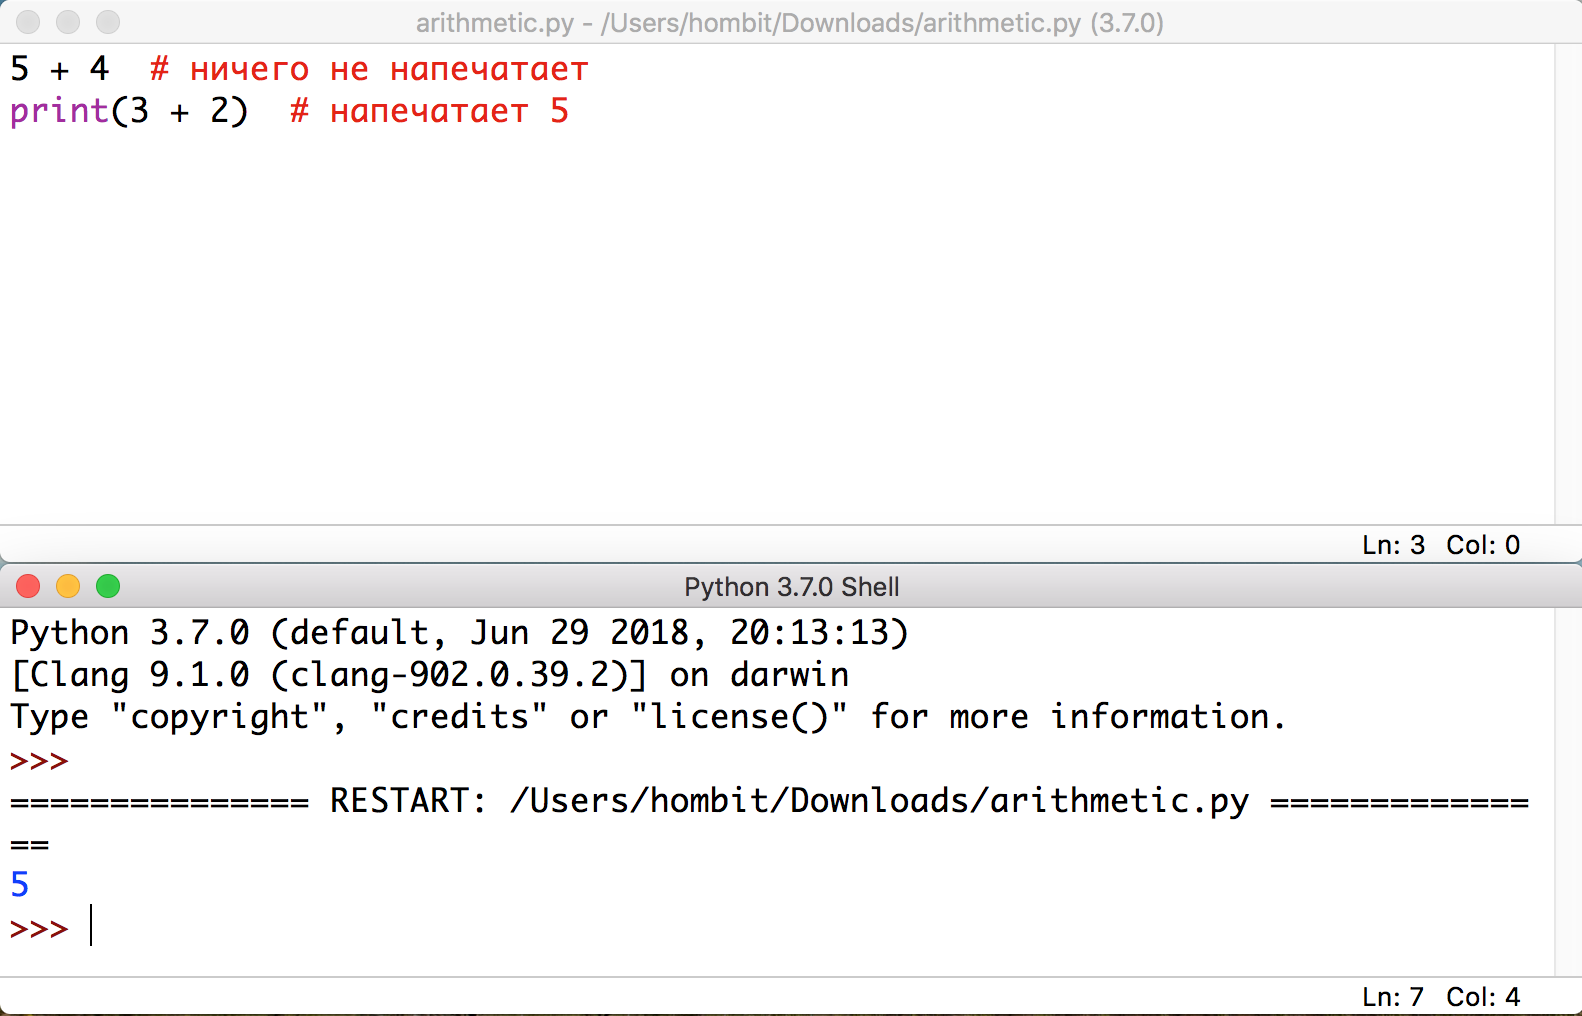 arithmetic.py - /Users/hombit/Downloads/arithmetic.py (3.7.0)
5 + 4  # ничего не напечатает
print(3 + 2)  # напечатает 5
Ln: 3 Col: 0
Python 3.7.0 Shell
Python 3.7.0 (default, Jun 29 2018, 20:13:13)
[Clang 9.1.0 (clang-902.0.39.2)] on darwin
Type "copyright", "credits" or "license()" for more information.
>>>
=============== RESTART: /Users/hombit/Downloads/arithmetic.py =============
==
5
>>>
Ln: 7 Col: 4